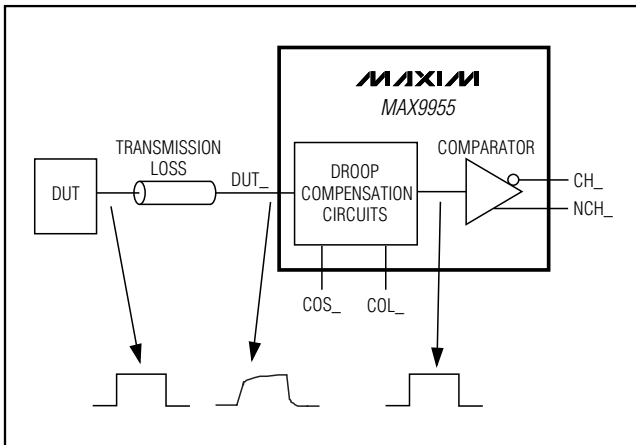 MAXIM
MAX9955
TRANSMISSION
LOSS
COMPARATOR
DUT
DUT_
DROOP
COMPENSATION
CIRCUITS
CH_
NCH_
COS_
COL_